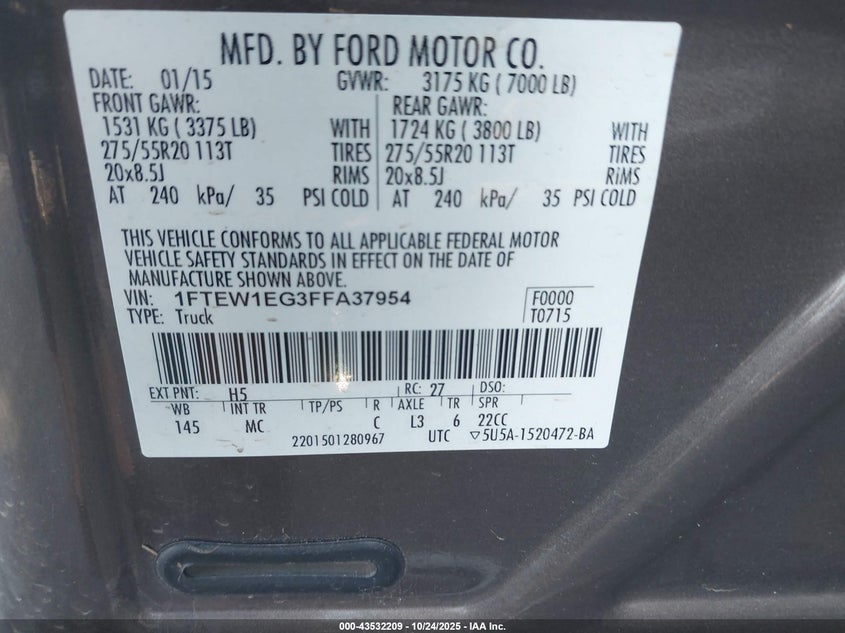 MFD. BY FORD MOTOR CO.
DATE: 01/15 GVWR: 3175 KG ( 7000 LB)
FRONT GAWR: REAR GAWR:
1531 KG ( 3375 LB) WITH 1724 KG ( 3800 LB) WITH
275/55R20 113T TIRES 275/55R20 113T TIRES
20x8.5J RIMS 20x8.5J RiMS
AT 240 kPa/ 35 PSI COLD AT 240 kPa/ 35 PSI COLD
THIS VEHICLE CONFORMS TO ALL APPLICABLE FEDERAL MOTOR
VEHICLE SAFETY STANDARDS IN EFFECT ON THE DATE OF
MANUFACTURE SHOWN ABOVE.
VIN: 1FTEW1EG3FFA37954 F0000
TYPE: Truck T0715
EXT PNT: H5 RC: 27 DSO:
WB INT TR TP/PS R AXLE TR SPR
145 MC C L3 6 22CC
2201501280967 UTC ▽5U5A-1520472-BA
000-43532209 - 10/24/2025 - IAA Inc.